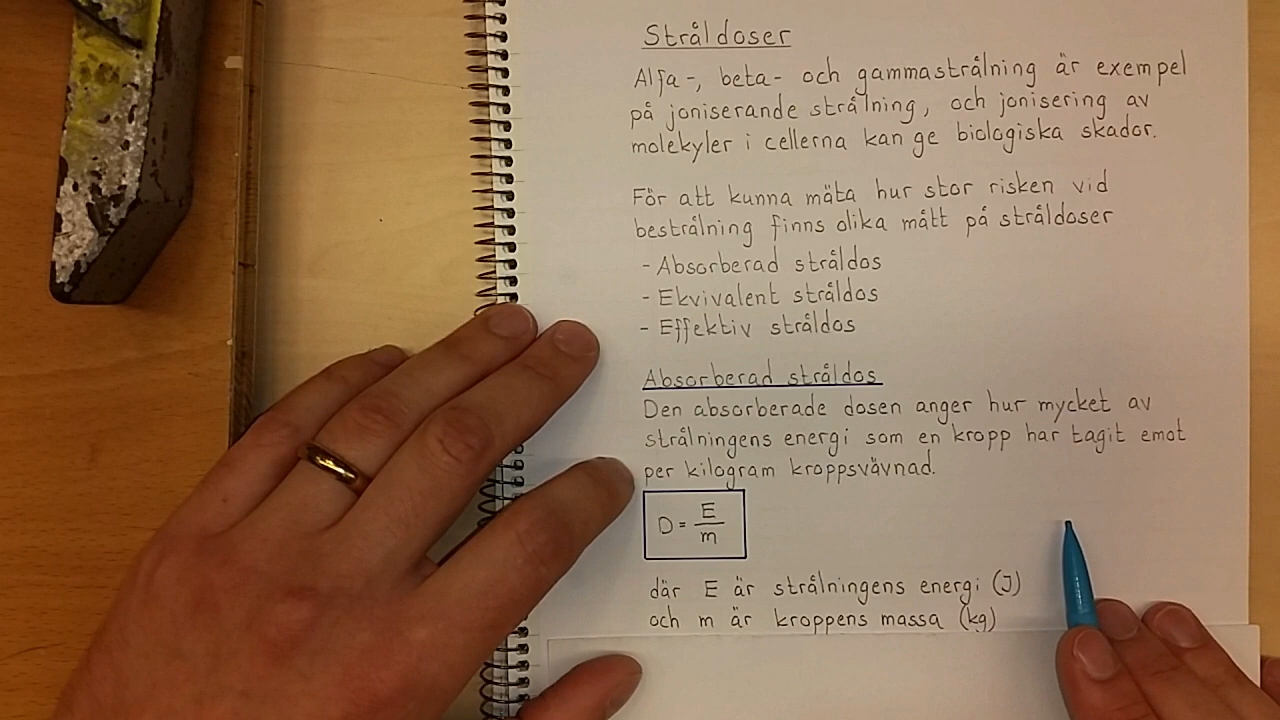 Stråldoser
Alfa-, beta- och gammastrålning är exempel
på joniserande strålning, och jonisering av
molekyler i cellerna kan ge biologiska skador.
För att kunna mäta hur stor risken vid
bestrålning finns olika mått på stråldoser
- Absorberad stråldos
- Ekvivalent stråldos
- Effektiv stråldos
Absorberad stråldos
Den absorberade dosen anger hur mycket av
strålningens energi som en kropp har tagit emot
per kilogram kroppsvävnad.
D = E/m
där E är strålningens energi (J)
och m är kroppens massa (kg)